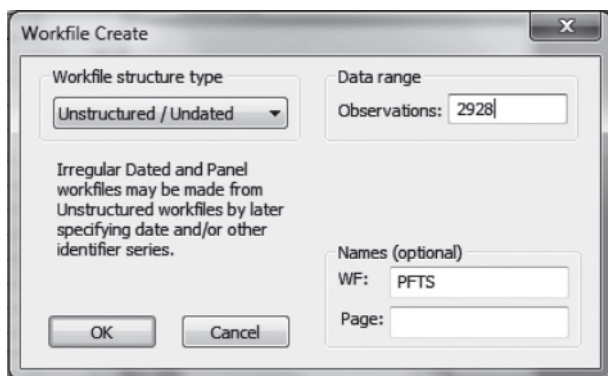 Workfile Create
x
Workfile structure type
Unstructured / Undated
Irregular Dated and Panel
workfiles may be made from
Unstructured workfiles by later
specifying date and/or other
identifier series.
OK
Cancel
Data range
Observations: 2928
Names (optional)
WF: PFTS
Page: